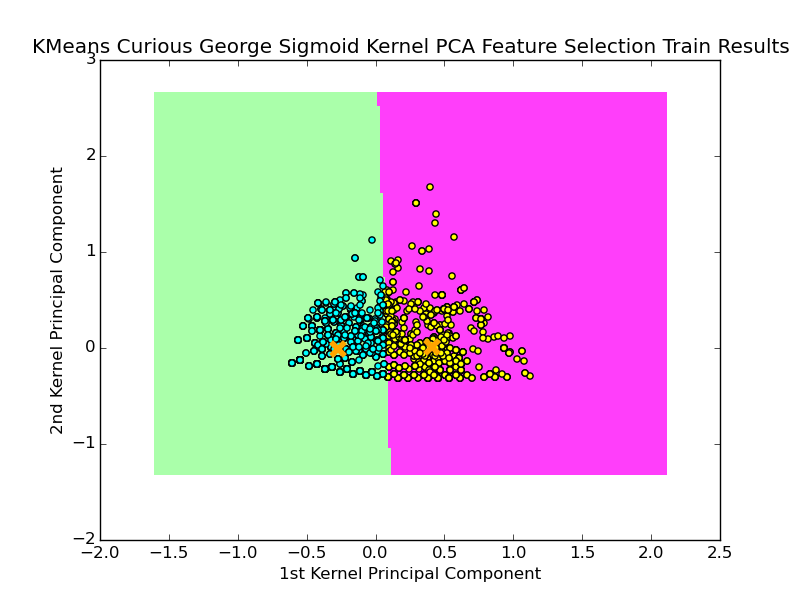 KMeans Curious George Sigmoid Kernel PCA Feature Selection Train Results
3
2
1
0
−1
−2
2nd Kernel Principal Component
−2.0 −1.5 −1.0 −0.5 0.0 0.5 1.0 1.5 2.0 2.5
1st Kernel Principal Component